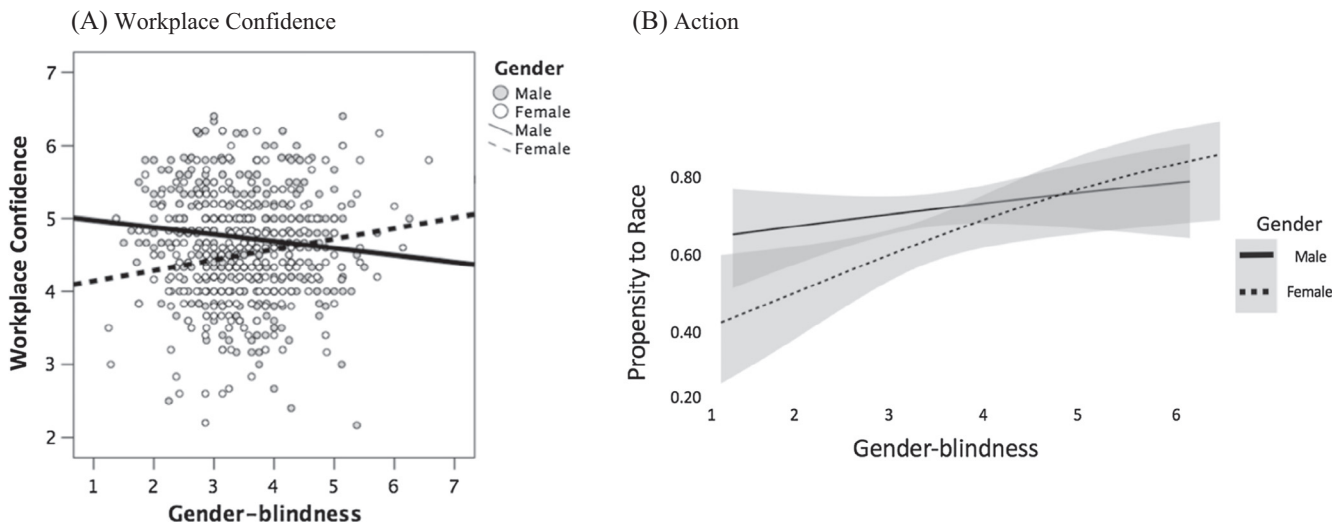 (A) Workplace Confidence
Workplace Confidence
7
6
5
4
3
2
1 2 3 4 5 6 7
Gender-blindness
Gender
Male
Female
Male
Female
(B) Action
Propensity to Race
0.80
0.60
0.40
0.20
1 2 3 4 5 6
Gender-blindness
Gender
Male
Female